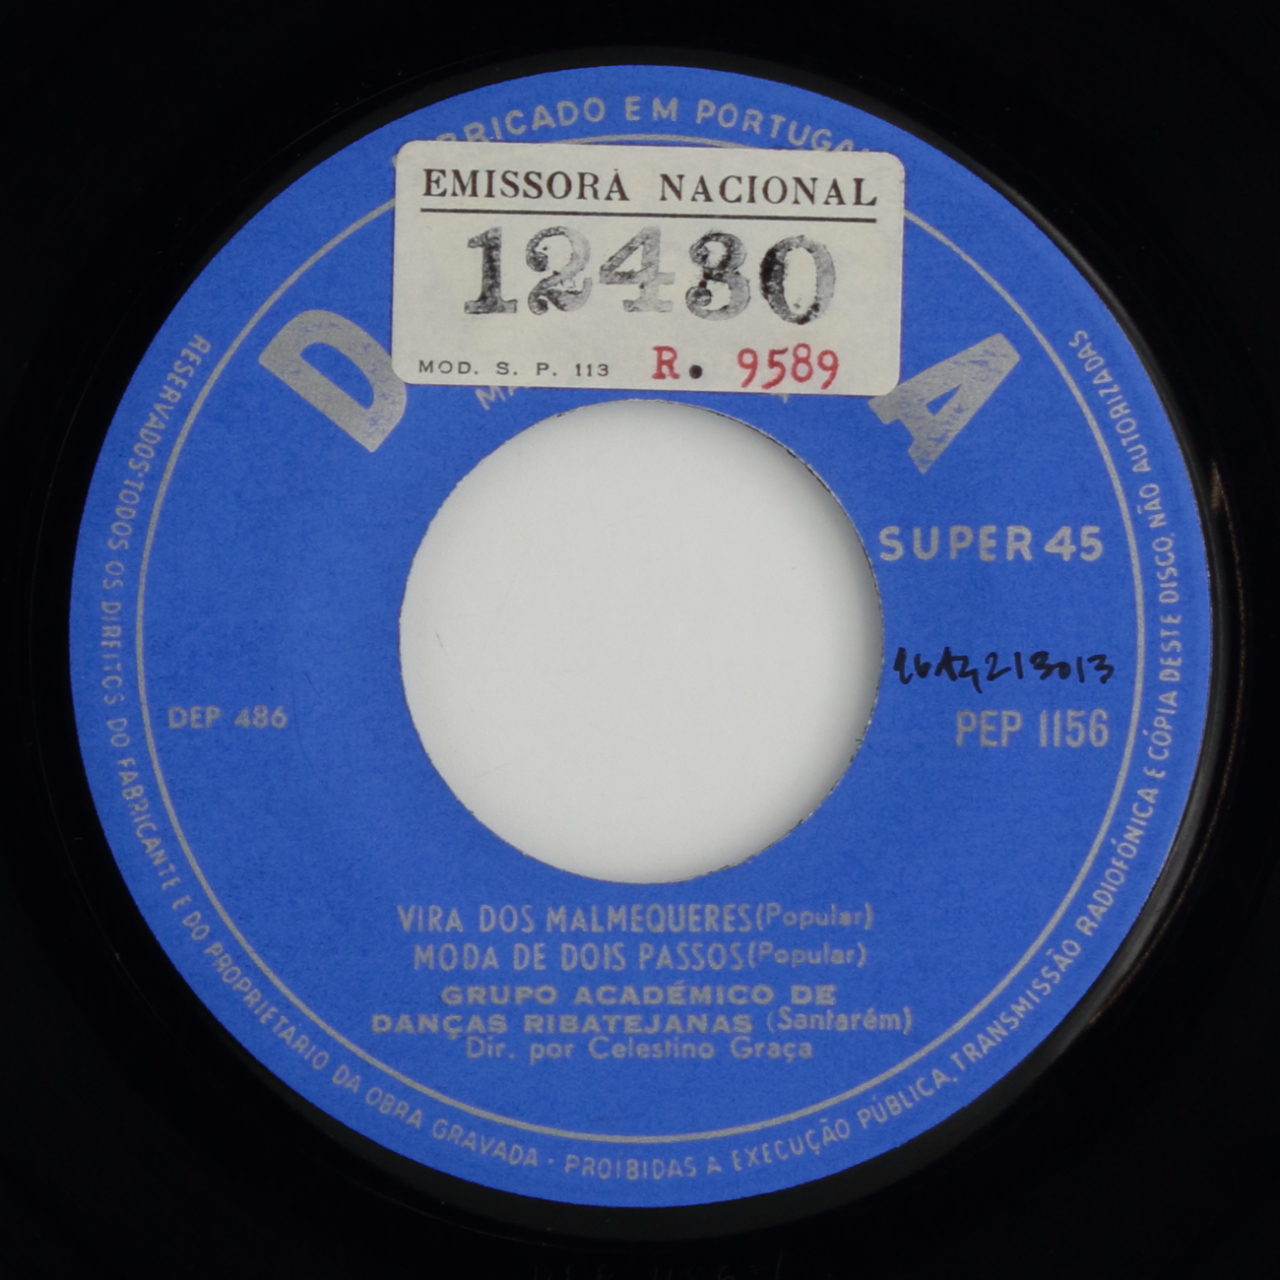 FABRICADO EM PORTUGAL
EMISSORA NACIONAL
12430
MOD. S. P. 113 R. 9589
D A
SUPER 45
DEP 486
PEP 1156
VIRA DOS MALMEQUERES (Popular)
MODA DE DOIS PASSOS (Popular)
GRUPO ACADÉMICO DE
DANÇAS RIBATEJANAS (Santarém)
Dir. por Celestino Graça
RESERVADOS·TODOS OS DIREITOS DO FABRICANTE E DO PROPRIETARIO DA OBRA GRAVADA - PROIBIDAS A EXECUÇÃO PÚBLICA, TRANSMISSÃO RADIOFÓNICA E CÓPIA DESTE DISCO, NÃO AUTORIZADAS